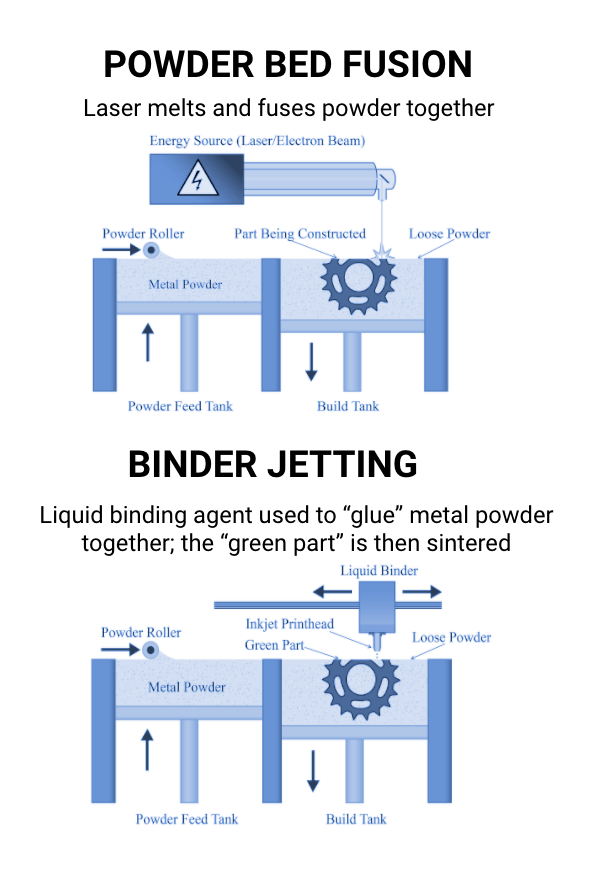 POWDER BED FUSION
Laser melts and fuses powder together
Energy Source (Laser/Electron Beam)
Powder Roller
Part Being Constructed
Loose Powder
Metal Powder
Powder Feed Tank
Build Tank
BINDER JETTING
Liquid binding agent used to “glue” metal powder
together; the “green part” is then sintered
Liquid Binder
Inkjet Printhead
Powder Roller
Green Part
Loose Powder
Metal Powder
Powder Feed Tank
Build Tank